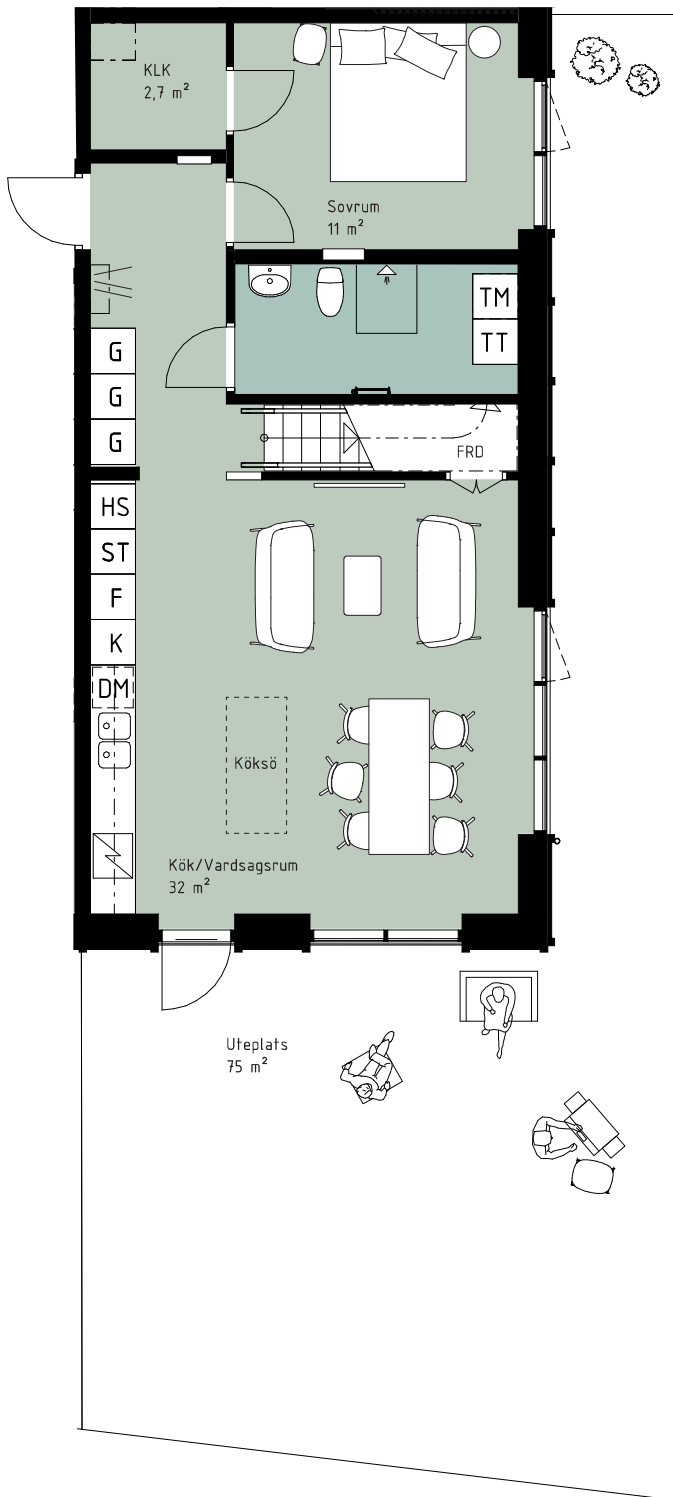 KLK
2,7 m²
Sovrum
11 m²
TM
TT
G
G
G
FRD
HS
ST
F
K
DM
Köksö
Kök/Vardsagsrum
32 m²
Uteplats
75 m²